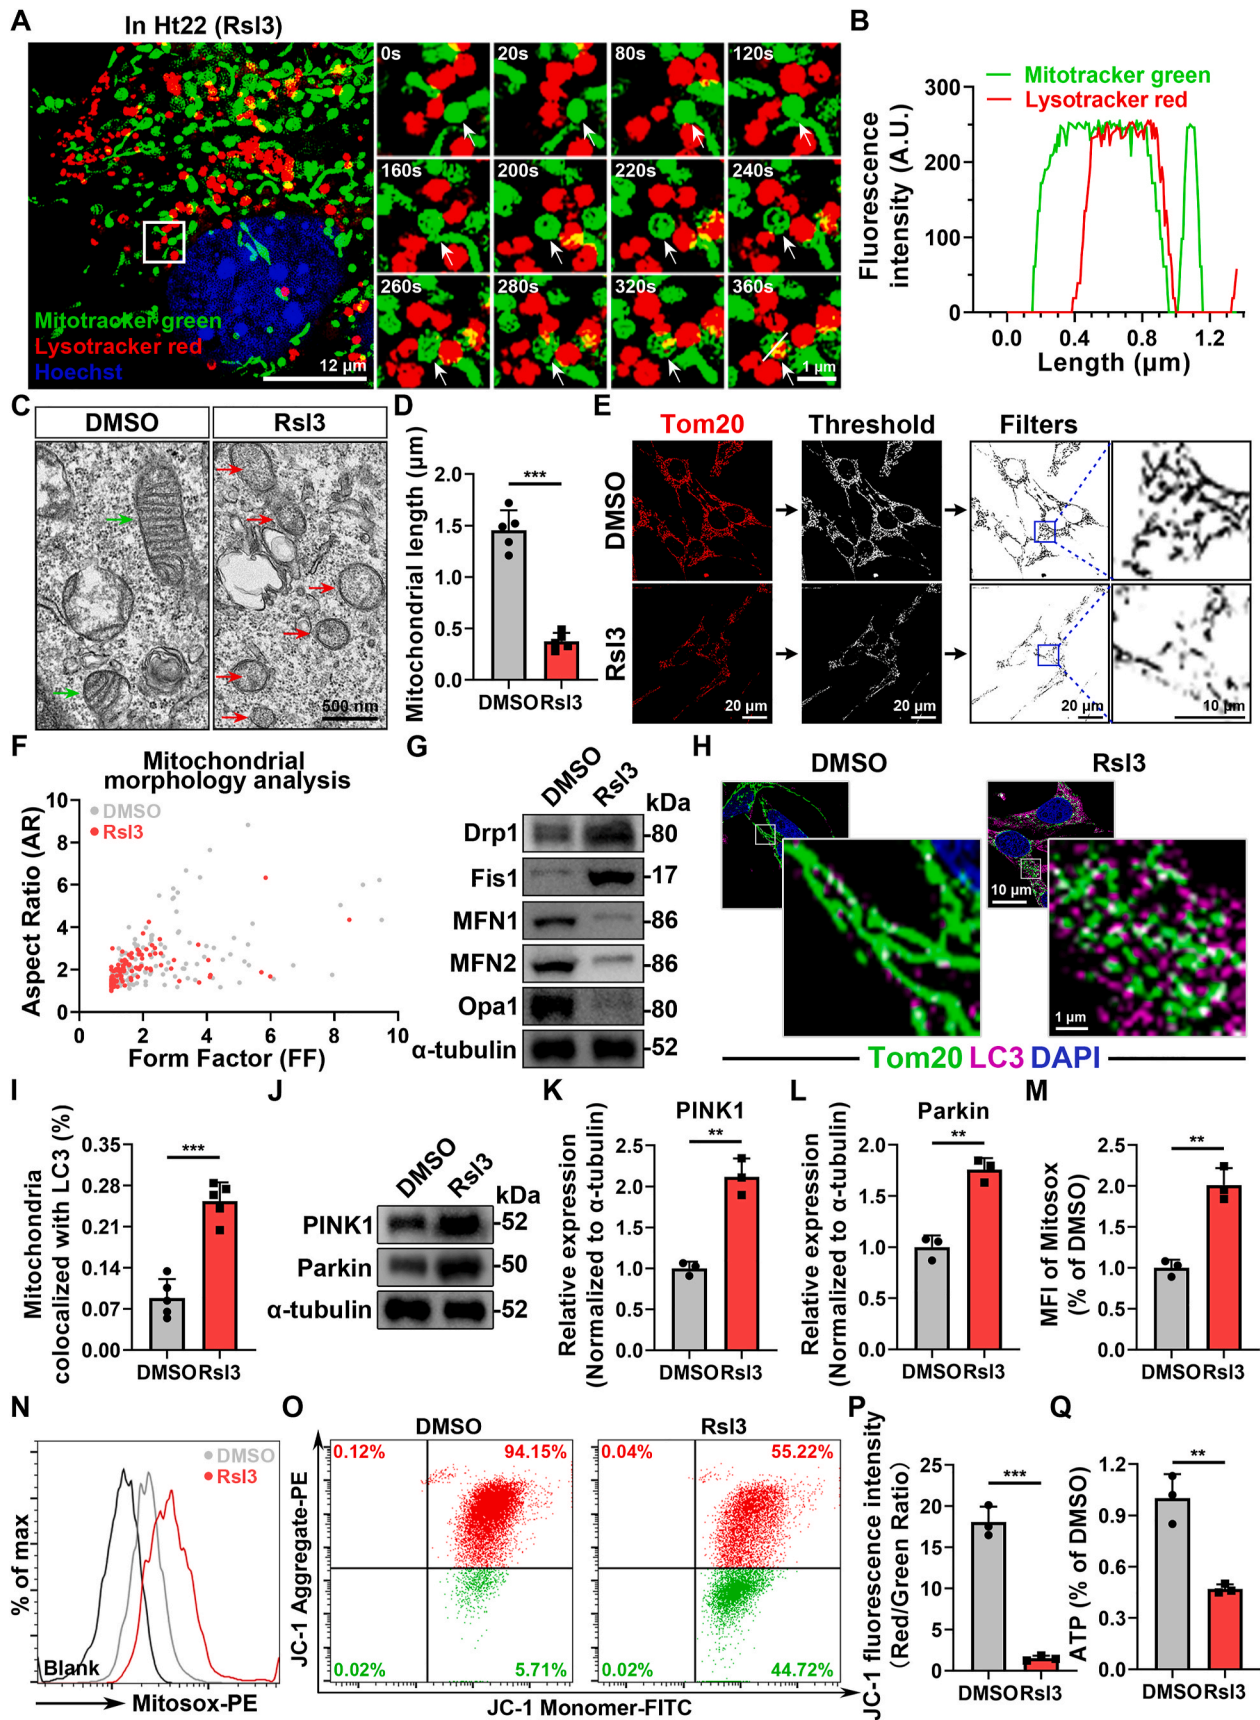 A
In Ht22 (Rsl3)
0s
20s
80s
120s
160s
200s
220s
240s
260s
280s
320s
360s
Mitotracker green
Lysotracker red
Hoechst
12 μm
1 μm
B
Mitotracker green
Lysotracker red
Fluorescence
intensity (A.U.)
300
200
100
0
0.0
0.4
0.8
1.2
Length (μm)
C
DMSO
Rsl3
500 nm
D
Mitochondrial length (μm)
2.0
1.5
1.0
0.5
0.0
***
DMSO Rsl3
E
Tom20
Threshold
Filters
DMSO
Rsl3
20 μm
20 μm
20 μm
10 μm
F
Mitochondrial
morphology analysis
DMSO
Rsl3
Aspect Ratio (AR)
10
8
6
4
2
0
0
2
4
6
8
10
Form Factor (FF)
G
DMSO
Rsl3
kDa
Drp1
-80
Fis1
-17
MFN1
-86
MFN2
-86
Opa1
-80
α-tubulin
-52
H
DMSO
Rsl3
10 μm
1 μm
Tom20 LC3 DAPI
I
Mitochondria
colocalized with LC3 (%)
0.35
0.28
0.21
0.14
0.07
0.00
***
DMSO Rsl3
J
DMSO
Rsl3
kDa
PINK1
-52
Parkin
-50
α-tubulin
-52
K
PINK1
Relative expression
(Normalized to α-tubulin)
2.5
2.0
1.5
1.0
0.5
0.0
**
DMSO Rsl3
L
Parkin
Relative expression
(Normalized to α-tubulin)
2.0
1.5
1.0
0.5
0.0
**
DMSO Rsl3
M
MFI of Mitosox
(% of DMSO)
2.5
2.0
1.5
1.0
0.5
0.0
**
DMSO Rsl3
N
DMSO
Rsl3
% of max
Blank
Mitosox-PE
O
DMSO
Rsl3
JC-1 Aggregate-PE
0.12%
94.15%
0.02%
5.71%
0.04%
55.22%
0.02%
44.72%
JC-1 Monomer-FITC
P
JC-1 fluorescence intensity
(Red/Green Ratio)
25
20
15
10
5
0
***
DMSO Rsl3
Q
ATP (% of DMSO)
1.2
0.9
0.6
0.3
0.0
**
DMSO Rsl3